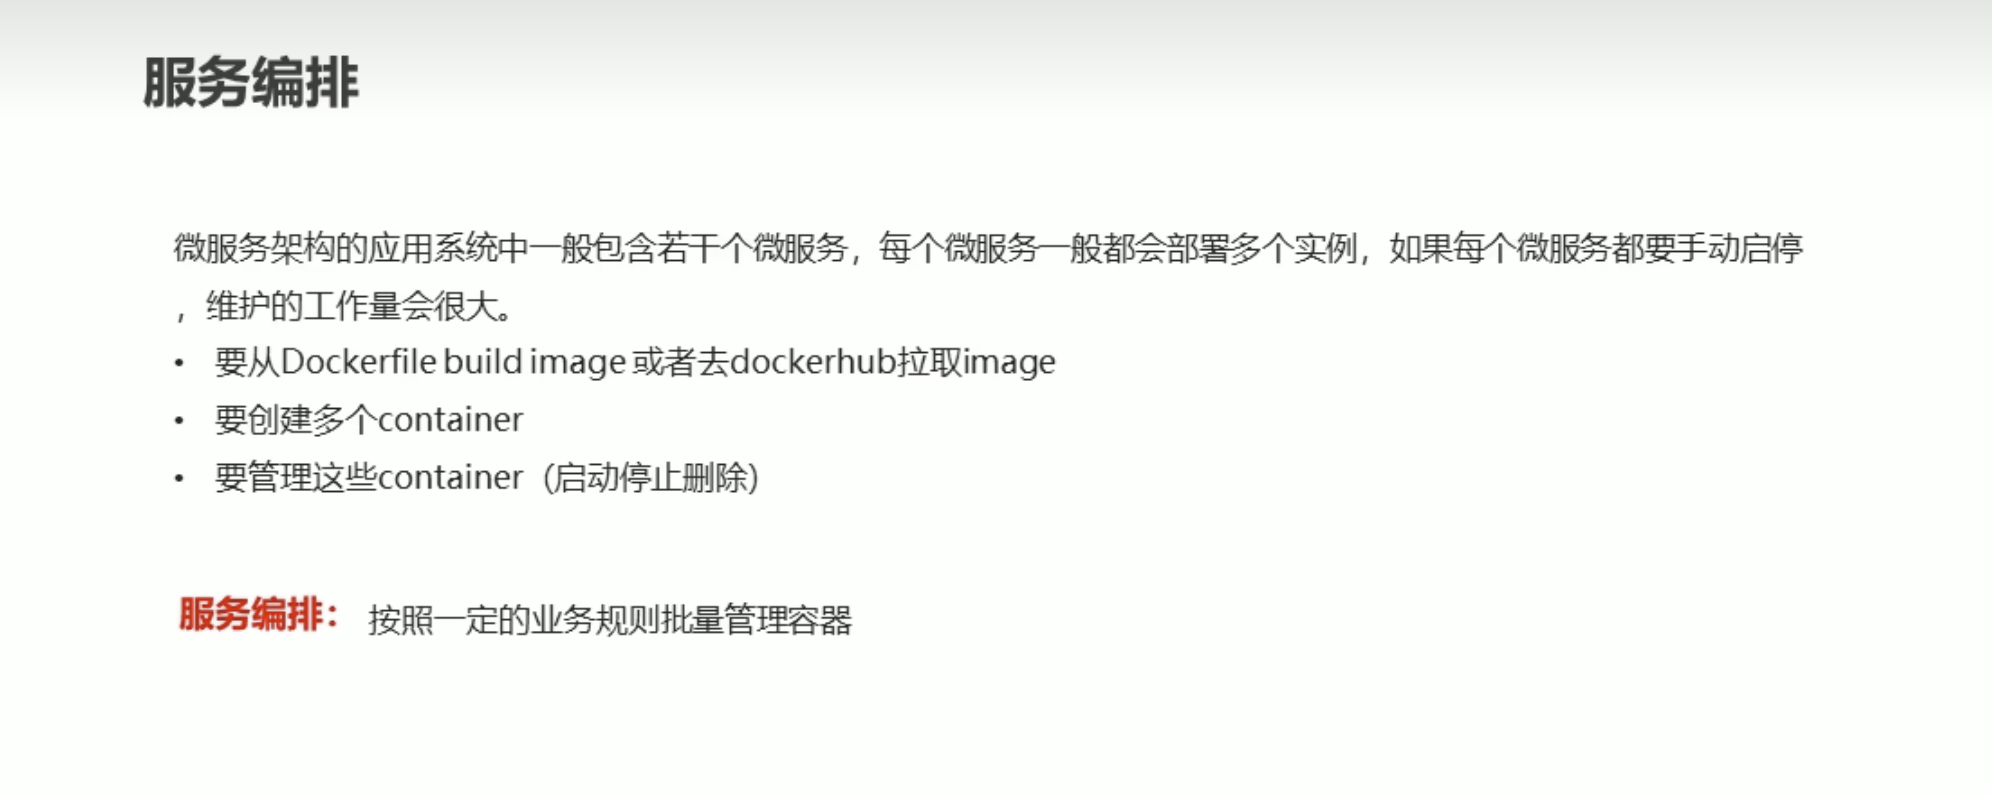 服务编排
微服务架构的应用系统中一般包含若干个微服务，每个微服务一般都会部署多个实例，如果每个微服务都要手动启停
，维护的工作量会很大。
• 要从Dockerfile build image 或者去dockerhub拉取image
• 要创建多个container
• 要管理这些container（启动停止删除）
服务编排： 按照一定的业务规则批量管理容器